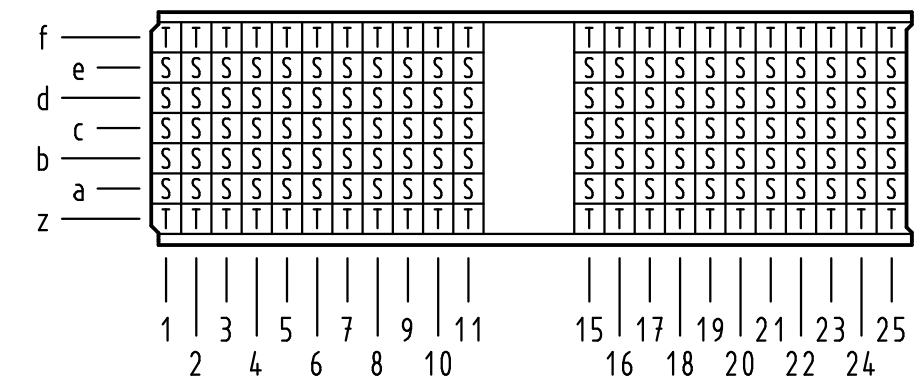 f T T T T T T T T T T T T T T T T T T T T T T
e S S S S S S S S S S S S S S S S S S S S S S
d S S S S S S S S S S S S S S S S S S S S S S
c S S S S S S S S S S S S S S S S S S S S S S
b S S S S S S S S S S S S S S S S S S S S S S
a S S S S S S S S S S S S S S S S S S S S S S
z T T T T T T T T T T T T T T T T T T T T T T
1 3 5 7 9 11 15 17 19 21 23 25
2 4 6 8 10 16 18 20 22 24